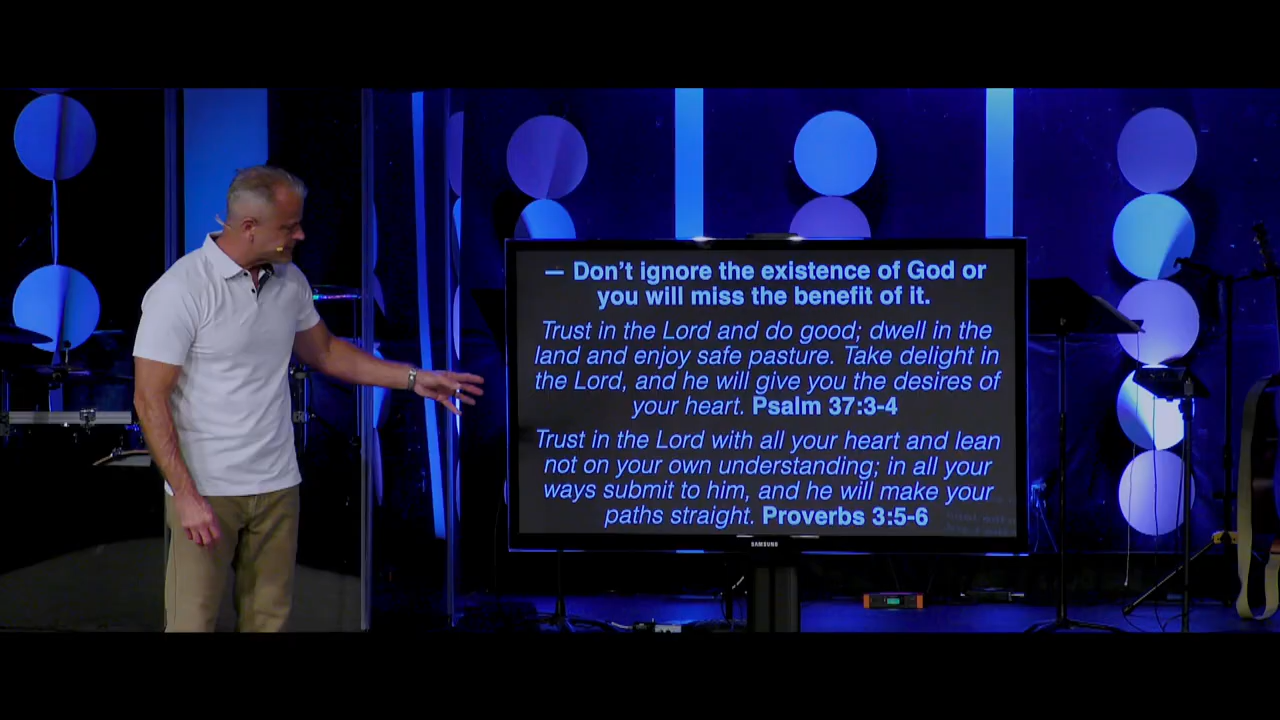 — Don't ignore the existence of God or
you will miss the benefit of it.
Trust in the Lord and do good; dwell in the
land and enjoy safe pasture. Take delight in
the Lord, and he will give you the desires of
your heart. Psalm 37:3-4
Trust in the Lord with all your heart and lean
not on your own understanding; in all your
ways submit to him, and he will make your
paths straight. Proverbs 3:5-6
SAMSUNG